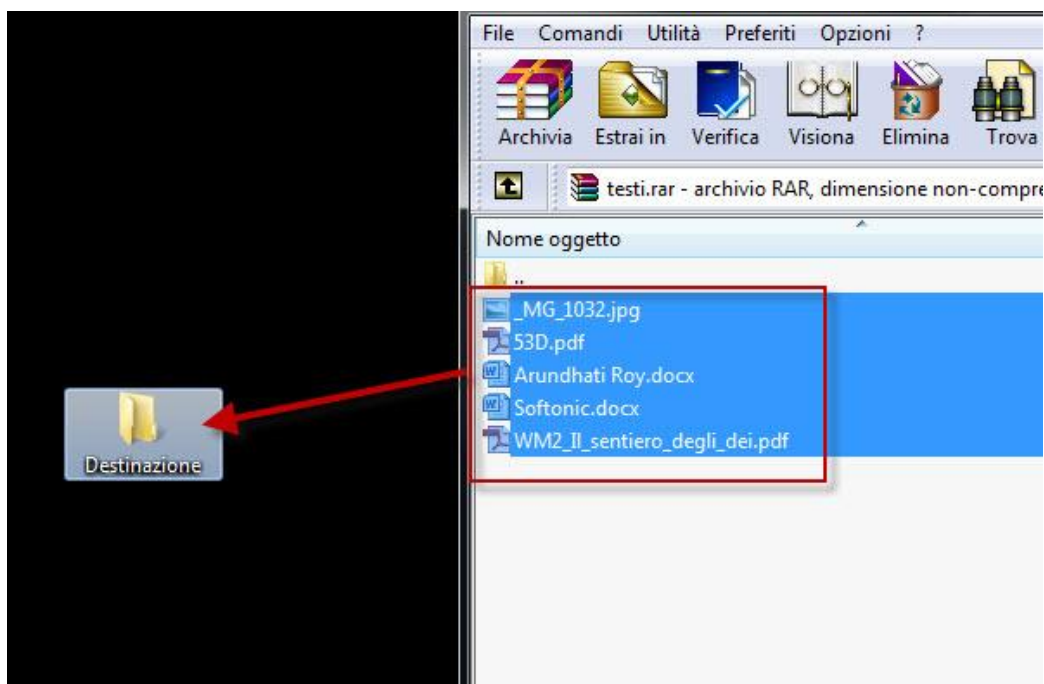 File Comandi Utilità Preferiti Opzioni ?
Archivia Estrai in Verifica Visiona Elimina Trova
testi.rar - archivio RAR, dimensione non-compre
Nome oggetto
..
_MG_1032.jpg
53D.pdf
Arundhati Roy.docx
Softonic.docx
WM2_Il_sentiero_degli_dei.pdf
Destinazione